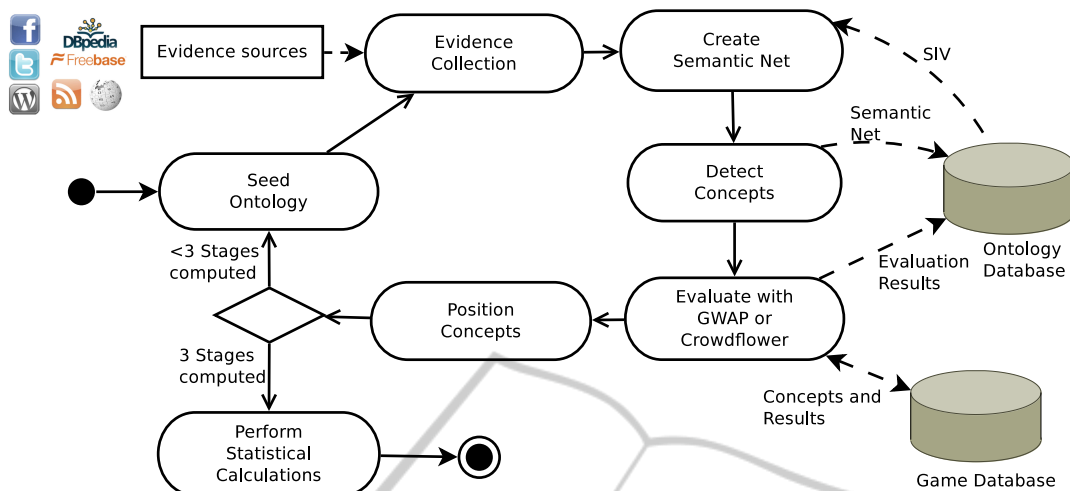 DBpedia
Freebase
Evidence sources
Evidence
Collection
Create
Semantic Net
SIV
Semantic
Net
Seed
Ontology
Detect
Concepts
<3 Stages
computed
Evaluation
Results
Ontology
Database
Position
Concepts
Evaluate with
GWAP or
Crowdflower
3 Stages
computed
Concepts and
Results
Perform
Statistical
Calculations
Game Database